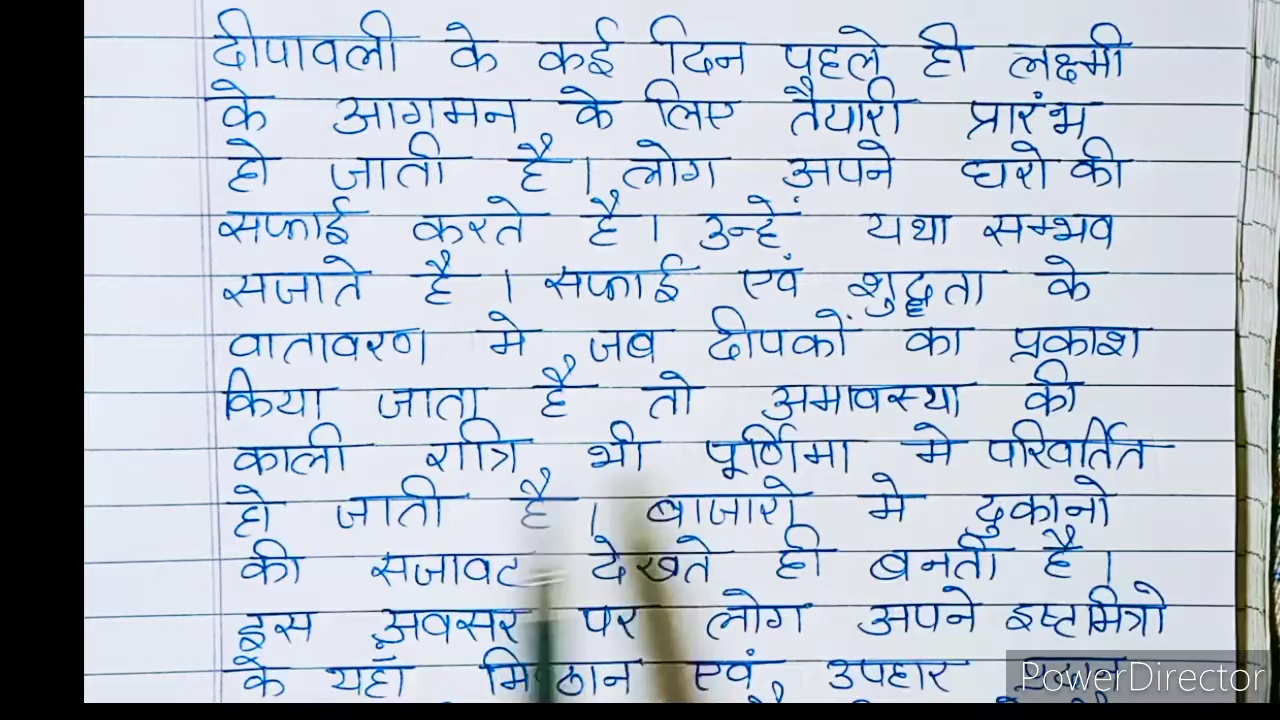 दीपावली के कई दिन पहले ही लक्ष्मी
के आगमन के लिए तैयारी प्रारंभ
हो जाती है। लोग अपने घरो की
सफाई करते है। उन्हें यथा सम्भव
सजाते है। सफाई एवं शुद्धता के
वातावरण मे जब दीपकों का प्रकाश
किया जाता है, तो अमावस्या की
काली रात्रि भी पूर्णिमा मे परिवर्तित
हो जाती है। बाजारो मे दुकानो
की सजावट देखते ही बनती है।
इस अवसर पर लोग अपने इष्टमित्रो
के यहाँ एवं उपहार
PowerDirector